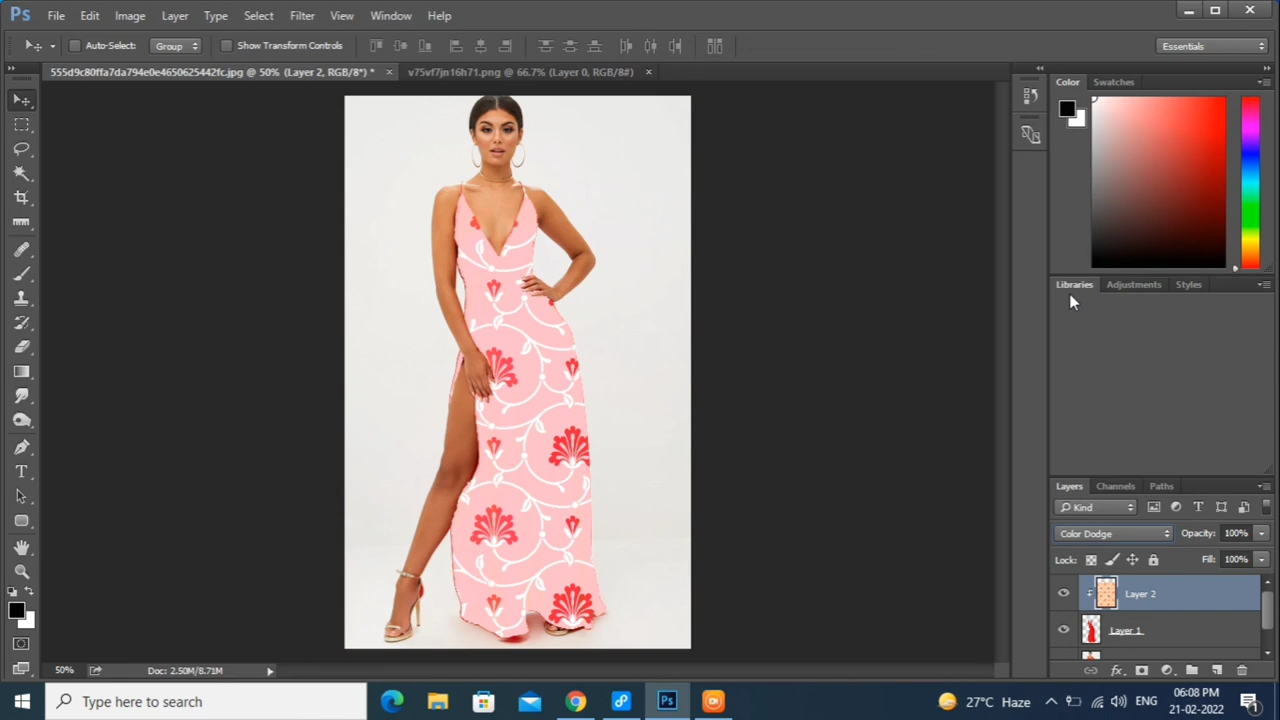 Ps File Edit Image Layer Type Select Filter View Window Help
Auto-Select: Group Show Transform Controls Essentials
555d9c80ffa7da794e0e4650625442fc.jpg @ 50% (Layer 2, RGB/8*) * × v75vf7jn16h71.png @ 66.7% (Layer 0, RGB/8#) ×
Color Swatches
Libraries Adjustments Styles
Layers Channels Paths
Kind
Color Dodge Opacity: 100%
Lock: Fill: 100%
Layer 2
Layer 1
50% Doc: 2.50M/8.71M
Type here to search
Ps
27°C Haze
ENG
06:08 PM
21-02-2022
1